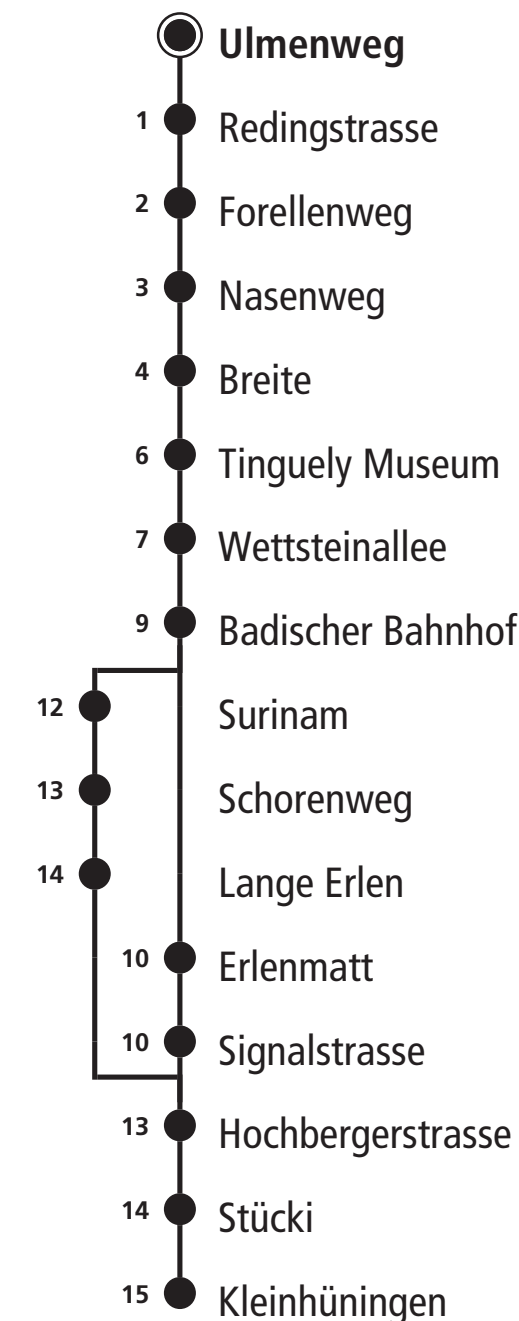 Ulmenweg
1 Redingstrasse
2 Forellenweg
3 Nasenweg
4 Breite
6 Tinguely Museum
7 Wettsteinallee
9 Badischer Bahnhof
12 Surinam
13 Schorenweg
14 Lange Erlen
10 Erlenmatt
10 Signalstrasse
13 Hochbergerstrasse
14 Stücki
15 Kleinhüningen